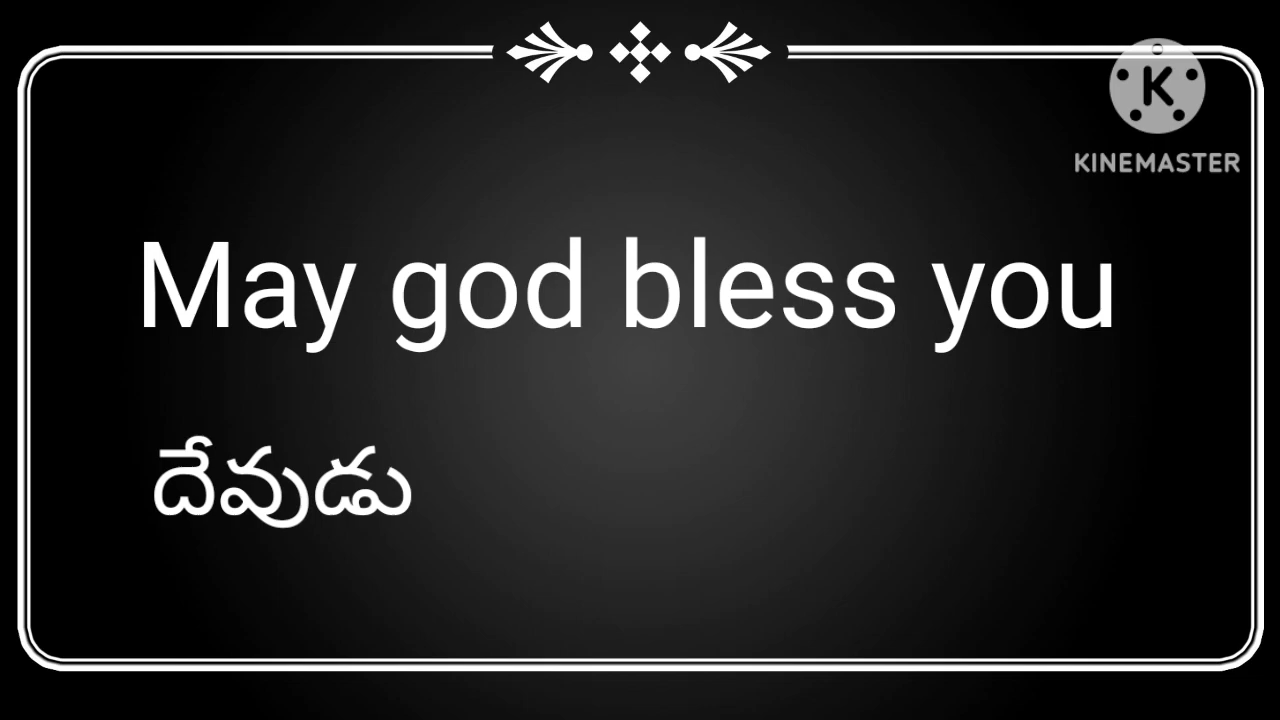 K
KINEMASTER
May god bless you
దేవుడు